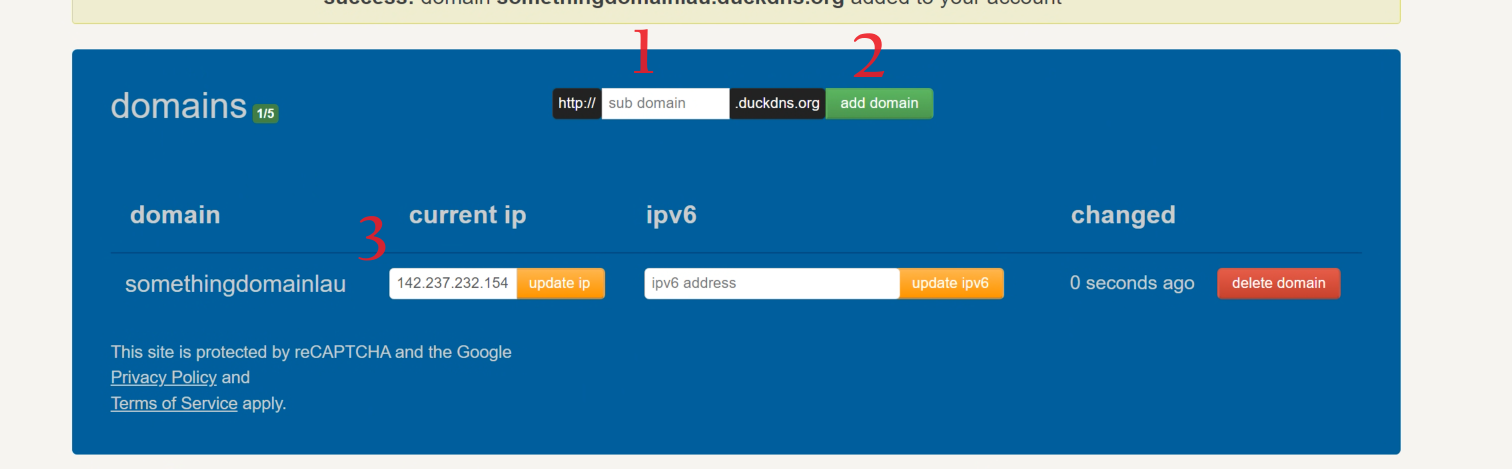 success: domain somethingdomainlau.duckdns.org added to your account
1 2
domains 1/5 http:// sub domain .duckdns.org add domain
domain current ip ipv6 changed
3
somethingdomainlau 142.237.232.154 update ip ipv6 address update ipv6 0 seconds ago delete domain
This site is protected by reCAPTCHA and the Google
Privacy Policy and
Terms of Service apply.